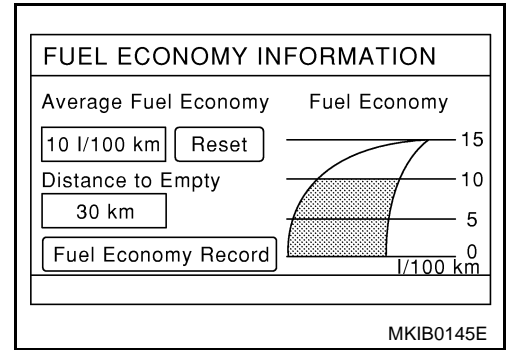 FUEL ECONOMY INFORMATION
Average Fuel Economy
Fuel Economy
10 l/100 km
Reset
15
Distance to Empty
10
30 km
5
Fuel Economy Record
0
l/100 km
MKIB0145E